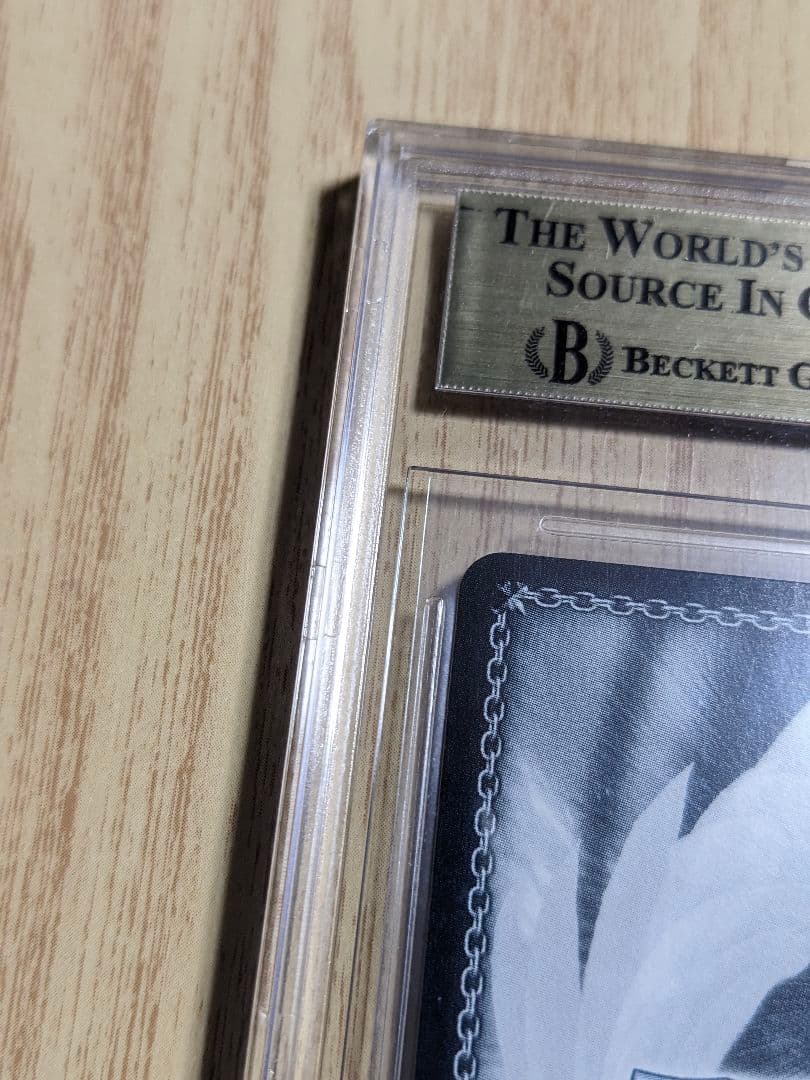 THE WORLD'S
SOURCE IN
B BECKETT G